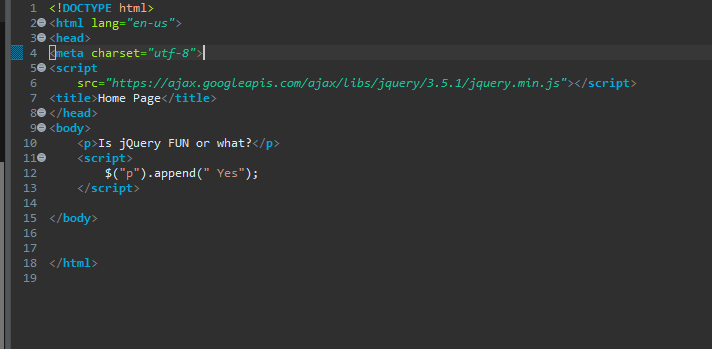 1 <!DOCTYPE html>
2 <html lang="en-us">
3 <head>
4 <meta charset="utf-8">
5 <script
6     src="https://ajax.googleapis.com/ajax/libs/jquery/3.5.1/jquery.min.js"></script>
7 <title>Home Page</title>
8 </head>
9 <body>
10     <p>Is jQuery FUN or what?</p>
11     <script>
12         $("p").append(" Yes");
13     </script>
14
15 </body>
16
17
18 </html>
19